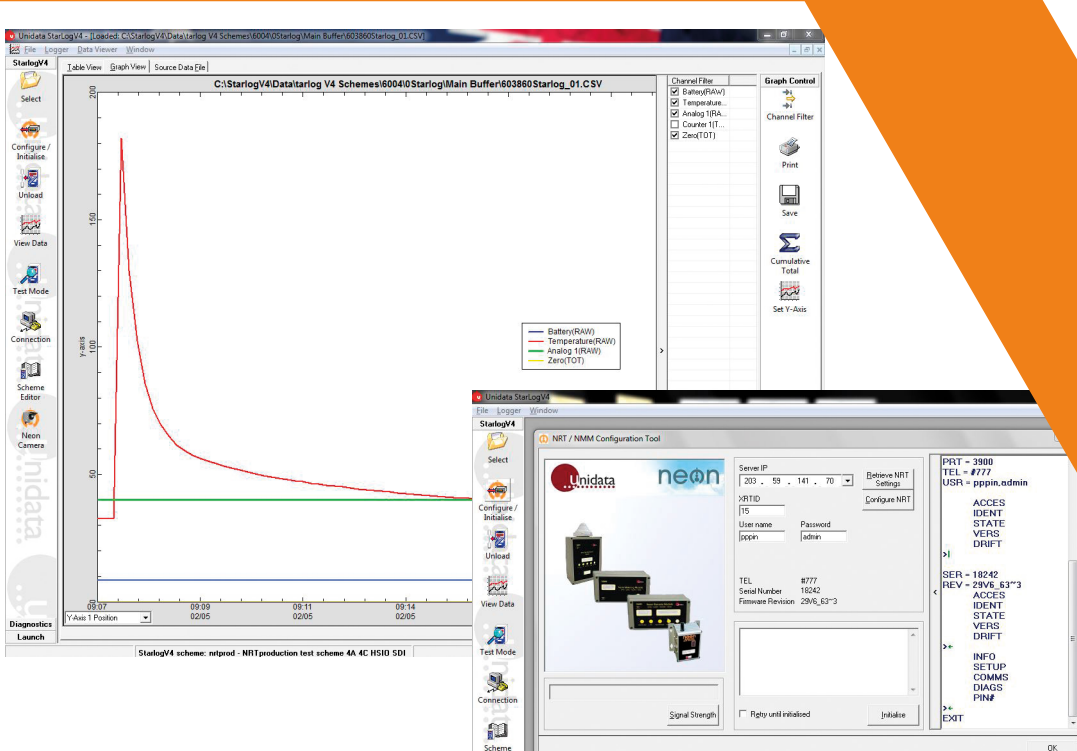 Unidata StarLogV4 - [Loaded: C:\StarlogV4\Data\tarlog V4 Schemes\6004\0Starlog\Main Buffer\603860Starlog_01.CSV]
File Logger Data Viewer Window
StarlogV4
Select
Configure /
Initialise
Unload
View Data
Test Mode
Connection
Scheme
Editor
Neon
Camera
Unidata
Diagnostics
Launch
Table View Graph View Source Data File
C:\StarlogV4\Data\tarlog V4 Schemes\6004\0Starlog\Main Buffer\603860Starlog_01.CSV
200
150
100
50
0
Y-axis
Battery(RAW)
Temperature(RAW)
Analog 1(RAW)
Zero(TOT)
09:07 09:09 09:11 09:14
02/05 02/05 02/05
Y-Axis 1 Position
StarlogV4 scheme: nrtprod - NRTproduction test scheme 4A 4C HSIO SDI
Channel Filter
Battery(RAW)
Temperature...
Analog 1(RA...
Counter 1(T...
Zero(TOT)
>
Graph Control
Channel Filter
Print
Save
Cumulative
Total
Set Y-Axis
Unidata StarLogV4
File Logger Window
StarlogV4
Select
Configure /
Initialise
Unload
View Data
Test Mode
Connection
Scheme
NRT / NMM Configuration Tool
Unidata neon
Signal Strength
Server IP
203 . 59 . 141 . 70
Retrieve NRT
Settings
XRTID
15
Configure NRT
User name Password
pppin admin
TEL #777
Serial Number 18242
Firmware Revision 29V6_63~3
Retry until initialised
Initialise
<
PRT = 3900
TEL = #777
USR = pppin,admin
ACCES
IDENT
STATE
VERS
DRIFT
>|
SER = 18242
REV = 29V6_63~3
ACCES
IDENT
STATE
VERS
DRIFT
>←
INFO
SETUP
COMMS
DIAGS
PIN#
>←
EXIT
OK